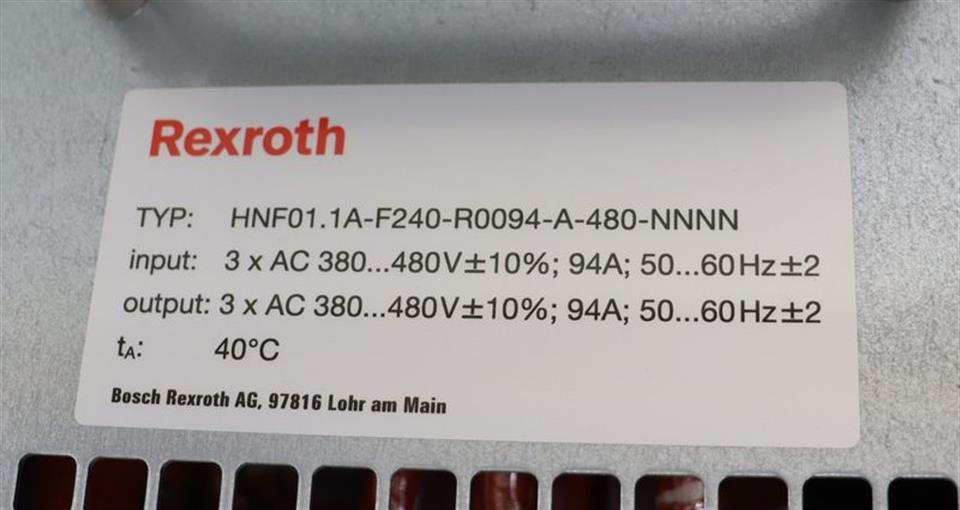 Rexroth
TYP: HNF01.1A-F240-R0094-A-480-NNNN
input: 3 x AC 380...480V±10%; 94A; 50...60Hz±2
output: 3 x AC 380...480V±10%; 94A; 50...60Hz±2
tA: 40°C
Bosch Rexroth AG, 97816 Lohr am Main